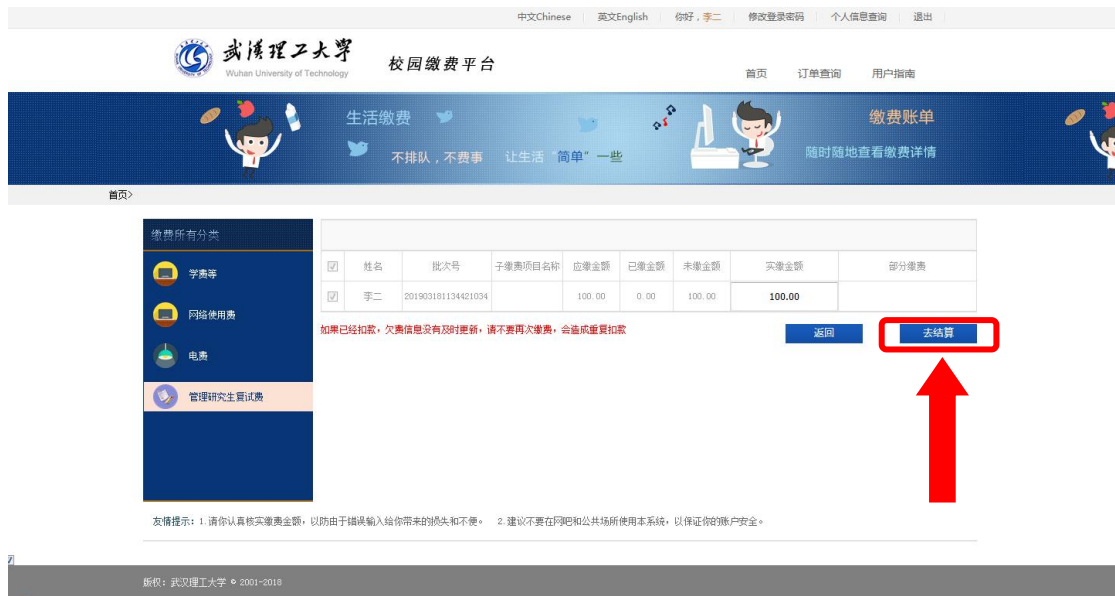 中文Chinese 英文English 你好，李二 修改登录密码 个人信息查询 退出
武汉理工大学
Wuhan University of Technology
校园缴费平台
首页 订单查询 用户指南
生活缴费 缴费账单
不排队，不费事 让生活“简单”一些 随时随地查看缴费详情
首页>
缴费所有分类
学费等
网络使用费
电费
管理研究生复试费
姓名 批次号 子缴费项目名称 应缴金额 已缴金额 未缴金额 实缴金额 部分缴费
李二 201903181134421034 100.00 0.00 100.00 100.00
如果已经扣款，欠费信息没有及时更新，请不要再次缴费，会造成重复扣款
返回 去结算
友情提示：1.请你认真核实缴费金额，以防由于错误输入给你带来的损失和不便。 2.建议不要在网吧和公共场所使用本系统，以保证你的账户安全。
版权：武汉理工大学 © 2001-2018